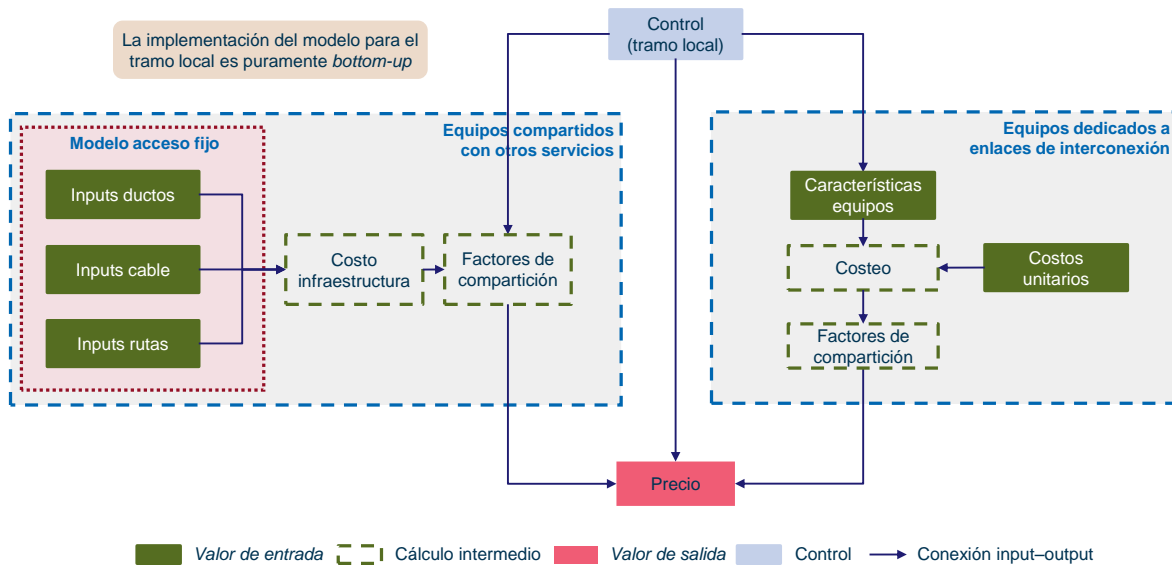 La implementación del modelo para el
tramo local es puramente bottom-up
Control
(tramo local)
Equipos compartidos
con otros servicios
Modelo acceso fijo
Inputs ductos
Inputs cable
Inputs rutas
Costo
infraestructura
Factores de
compartición
Equipos dedicados a
enlaces de interconexión
Características
equipos
Costeo
Costos
unitarios
Factores de
compartición
Precio
Valor de entrada
Cálculo intermedio
Valor de salida
Control
Conexión input–output